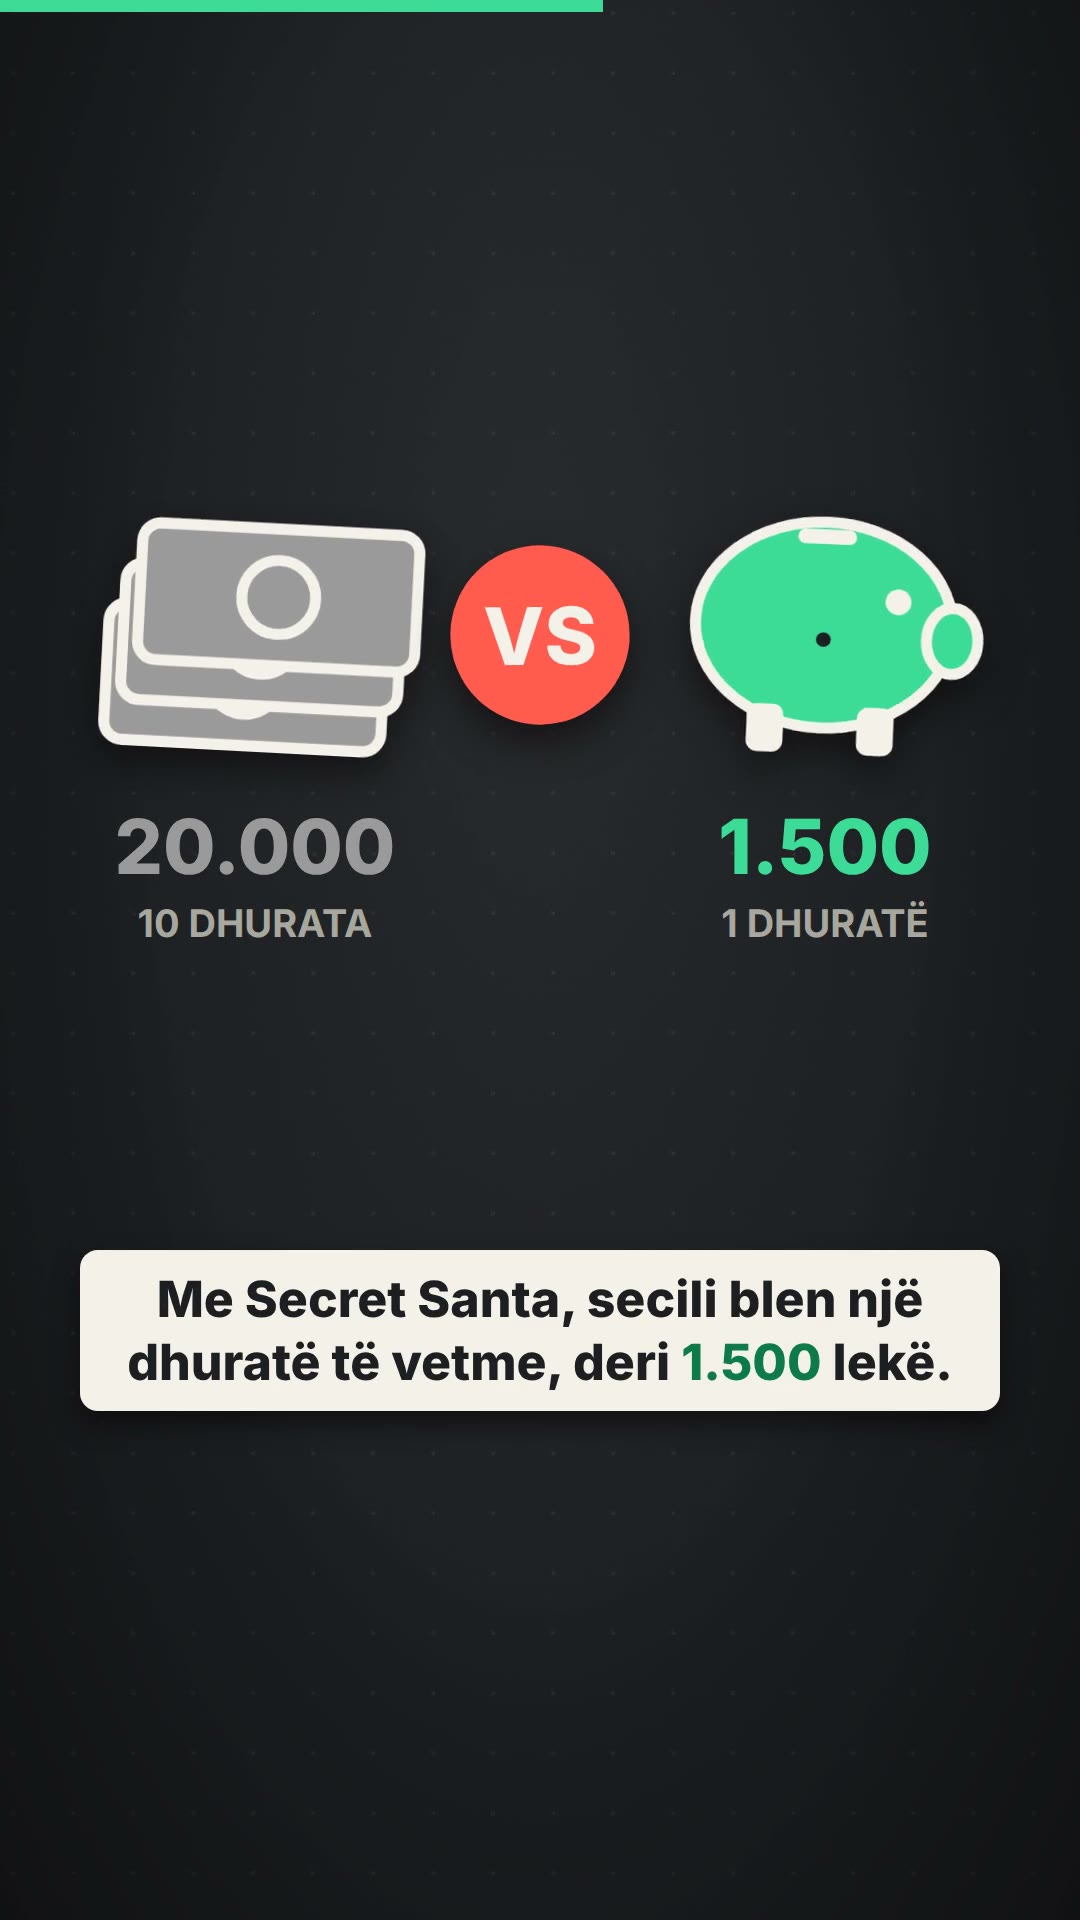 VS
20.000
10 DHURATA
1.500
1 DHURATË
Me Secret Santa, secili blen një
dhuratë të vetme, deri 1.500 lekë.